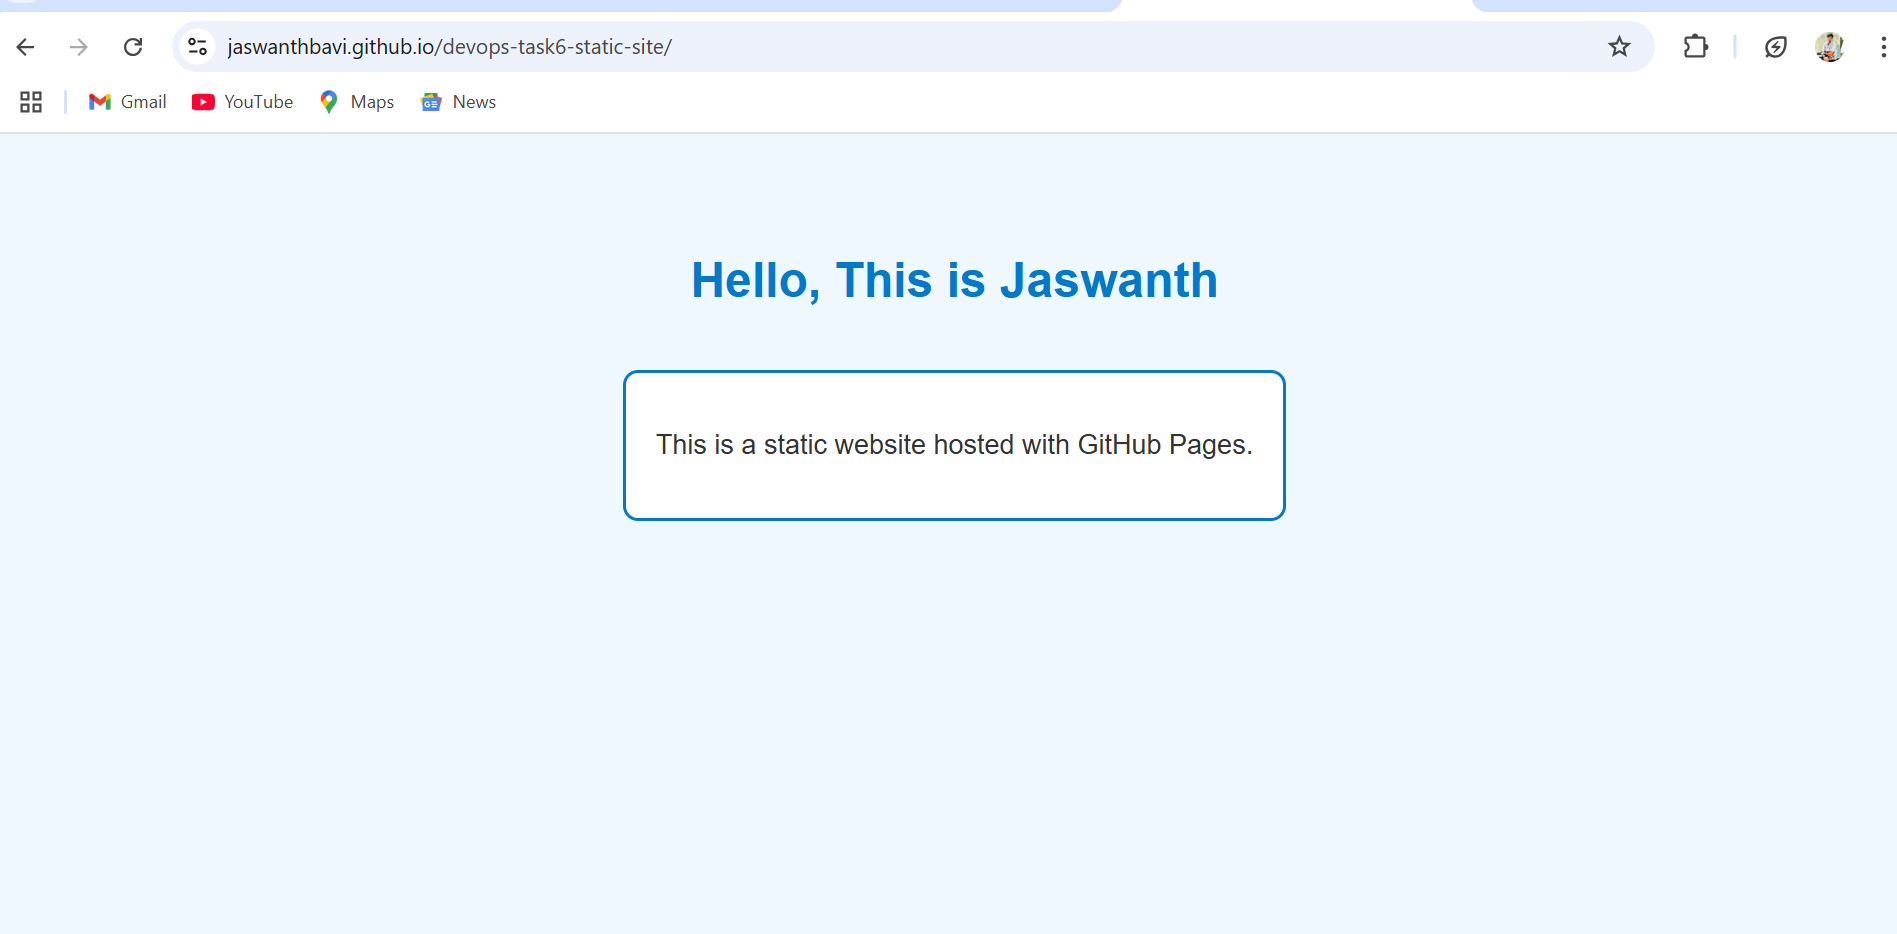 jaswanthbavi.github.io/devops-task6-static-site/
Gmail YouTube Maps GE News
Hello, This is Jaswanth
This is a static website hosted with GitHub Pages.